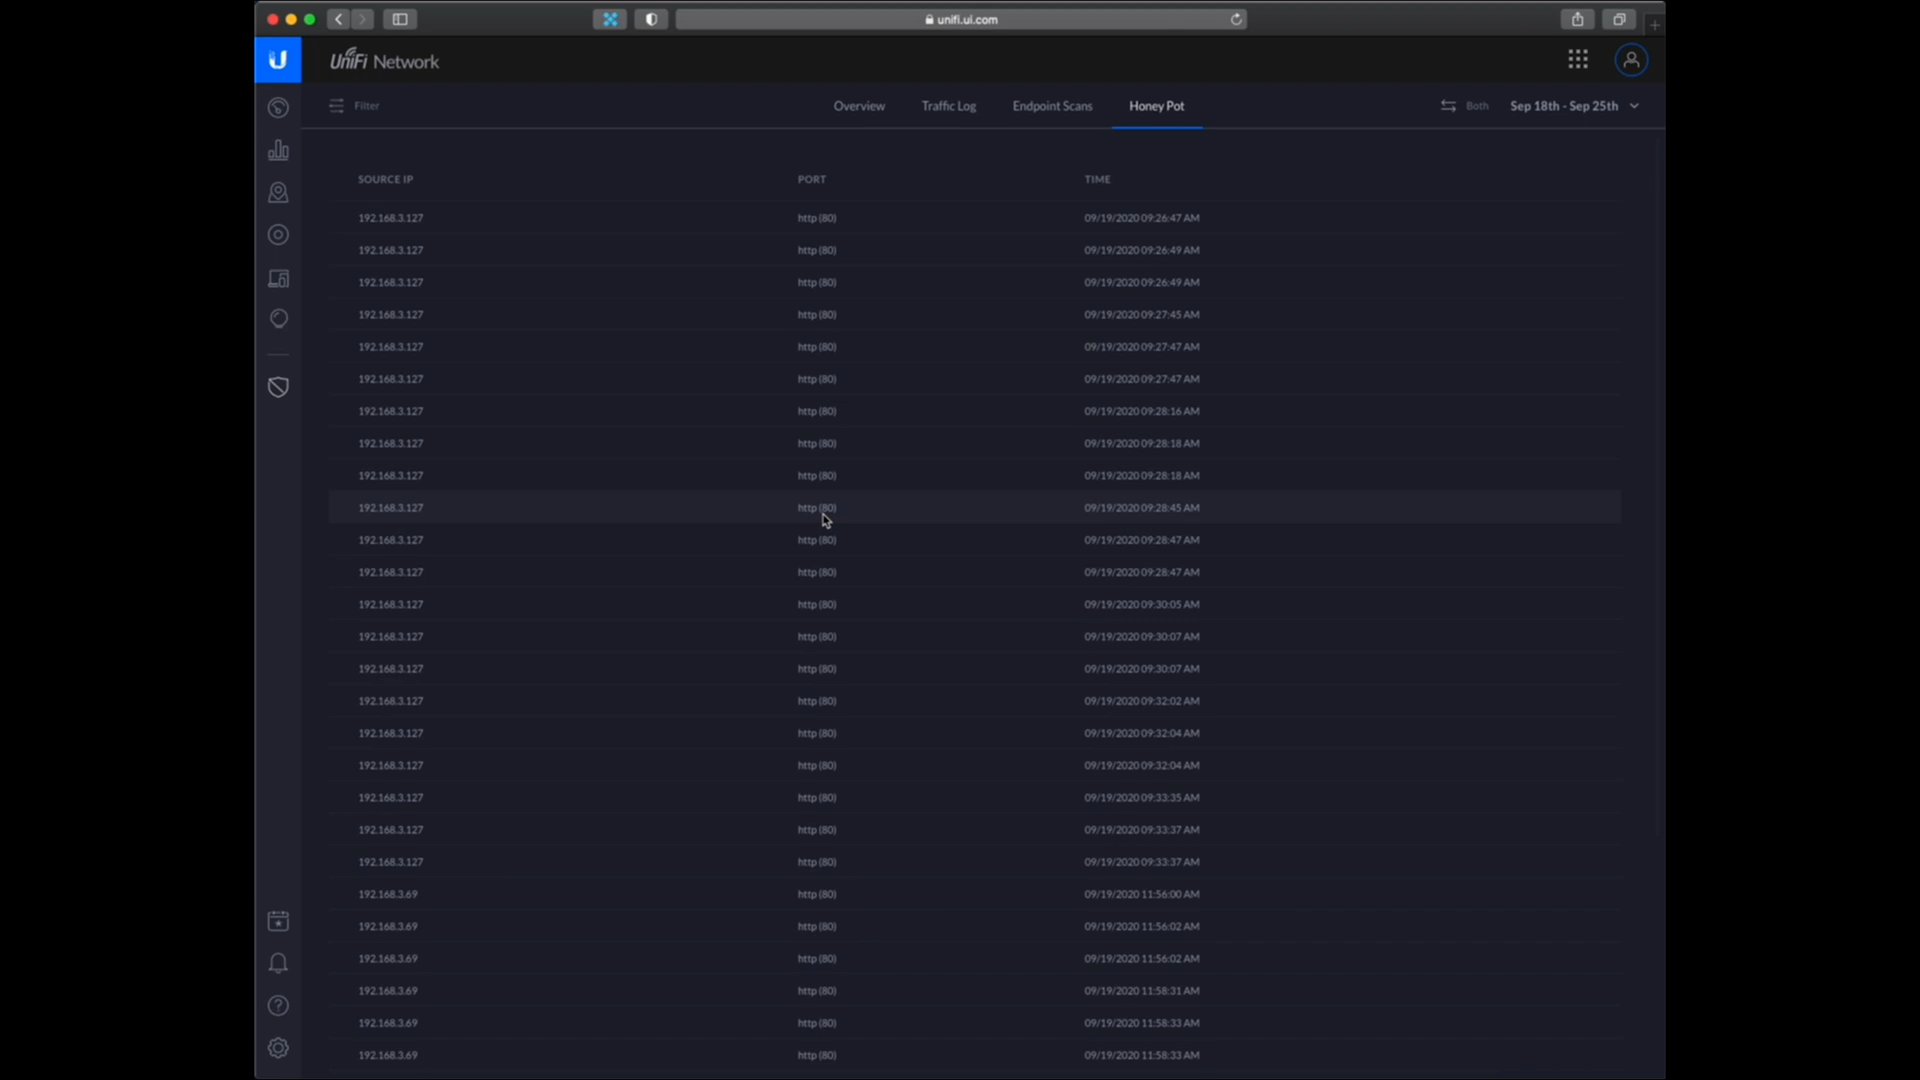 unifi.ui.com
UniFi Network
Filter Overview Traffic Log Endpoint Scans Honey Pot Both Sep 18th - Sep 25th
SOURCE IP PORT TIME
192.168.3.127 http (80) 09/19/2020 09:26:47 AM
192.168.3.127 http (80) 09/19/2020 09:26:49 AM
192.168.3.127 http (80) 09/19/2020 09:26:49 AM
192.168.3.127 http (80) 09/19/2020 09:27:45 AM
192.168.3.127 http (80) 09/19/2020 09:27:47 AM
192.168.3.127 http (80) 09/19/2020 09:27:47 AM
192.168.3.127 http (80) 09/19/2020 09:28:16 AM
192.168.3.127 http (80) 09/19/2020 09:28:18 AM
192.168.3.127 http (80) 09/19/2020 09:28:18 AM
192.168.3.127 http (80) 09/19/2020 09:28:45 AM
192.168.3.127 http (80) 09/19/2020 09:28:47 AM
192.168.3.127 http (80) 09/19/2020 09:28:47 AM
192.168.3.127 http (80) 09/19/2020 09:30:05 AM
192.168.3.127 http (80) 09/19/2020 09:30:07 AM
192.168.3.127 http (80) 09/19/2020 09:30:07 AM
192.168.3.127 http (80) 09/19/2020 09:32:02 AM
192.168.3.127 http (80) 09/19/2020 09:32:04 AM
192.168.3.127 http (80) 09/19/2020 09:32:04 AM
192.168.3.127 http (80) 09/19/2020 09:33:35 AM
192.168.3.127 http (80) 09/19/2020 09:33:37 AM
192.168.3.127 http (80) 09/19/2020 09:33:37 AM
192.168.3.69 http (80) 09/19/2020 11:56:00 AM
192.168.3.69 http (80) 09/19/2020 11:56:02 AM
192.168.3.69 http (80) 09/19/2020 11:56:02 AM
192.168.3.69 http (80) 09/19/2020 11:58:31 AM
192.168.3.69 http (80) 09/19/2020 11:58:33 AM
192.168.3.69 http (80) 09/19/2020 11:58:33 AM